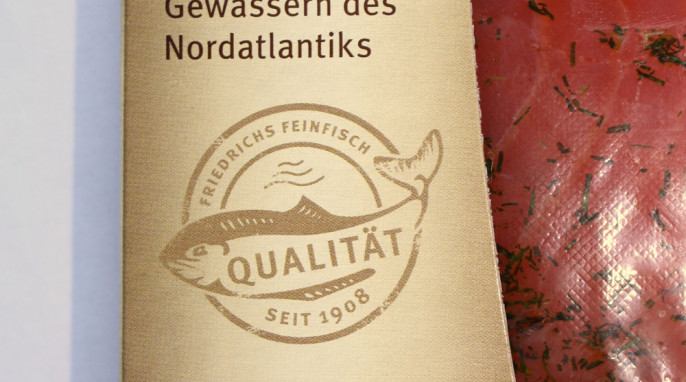 Gewässern des
Nordatlantiks
FRIEDRICHS FEINFISCH
QUALITÄT
SEIT 1908